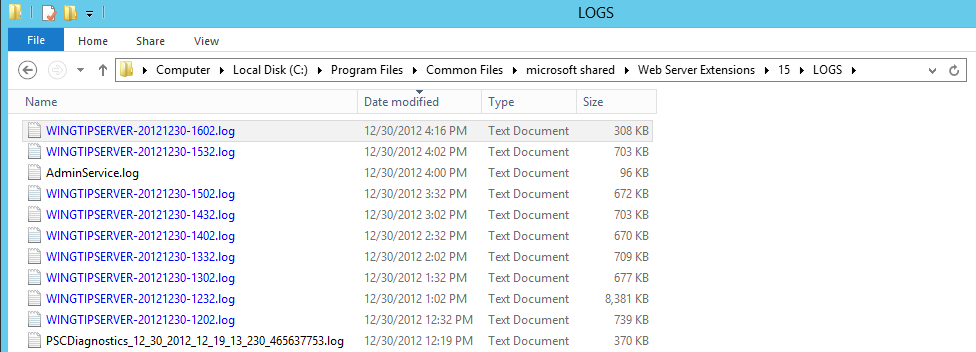 LOGS
File Home Share View
Computer Local Disk (C:) Program Files Common Files microsoft shared Web Server Extensions 15 LOGS
Name Date modified Type Size
WINGTIPSERVER-20121230-1602.log 12/30/2012 4:16 PM Text Document 308 KB
WINGTIPSERVER-20121230-1532.log 12/30/2012 4:02 PM Text Document 703 KB
AdminService.log 12/30/2012 4:00 PM Text Document 96 KB
WINGTIPSERVER-20121230-1502.log 12/30/2012 3:32 PM Text Document 672 KB
WINGTIPSERVER-20121230-1432.log 12/30/2012 3:02 PM Text Document 703 KB
WINGTIPSERVER-20121230-1402.log 12/30/2012 2:32 PM Text Document 670 KB
WINGTIPSERVER-20121230-1332.log 12/30/2012 2:02 PM Text Document 709 KB
WINGTIPSERVER-20121230-1302.log 12/30/2012 1:32 PM Text Document 677 KB
WINGTIPSERVER-20121230-1232.log 12/30/2012 1:02 PM Text Document 8,381 KB
WINGTIPSERVER-20121230-1202.log 12/30/2012 12:32 PM Text Document 739 KB
PSCDiagnostics_12_30_2012_12_19_13_230_465637753.log 12/30/2012 12:19 PM Text Document 370 KB